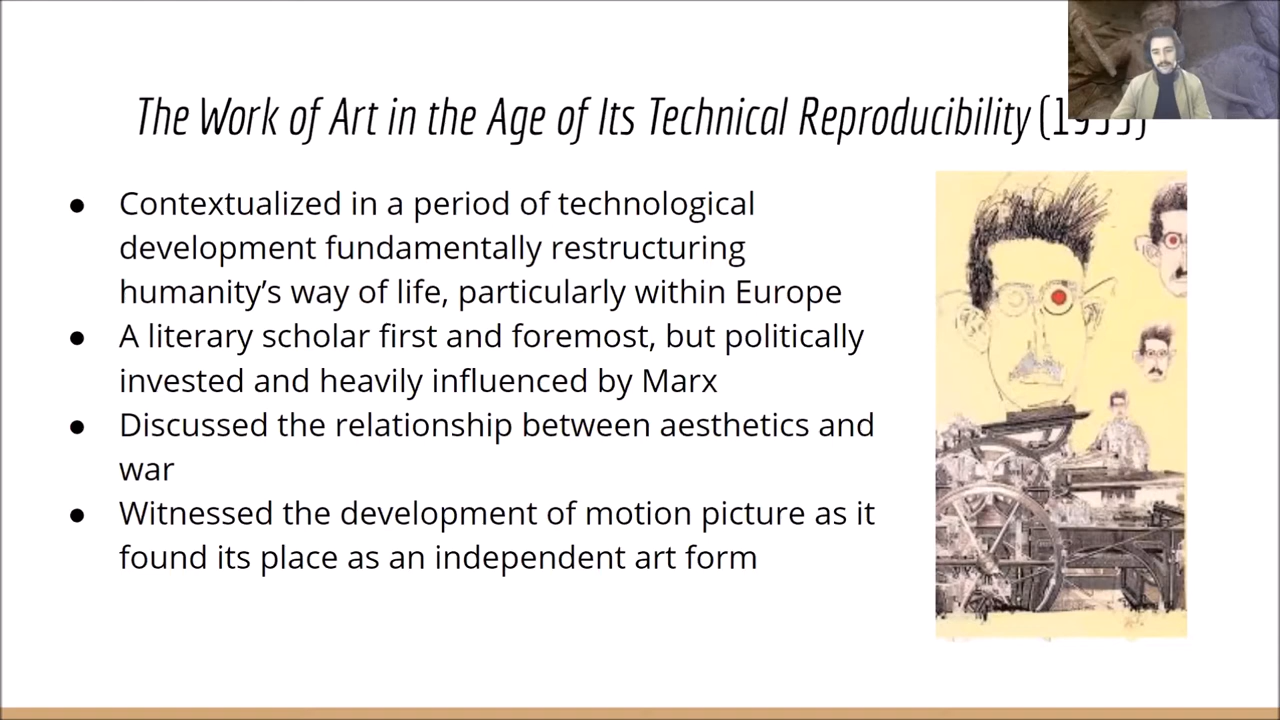 The Work of Art in the Age of Its Technical Reproducibility
● Contextualized in a period of technological
development fundamentally restructuring
humanity’s way of life, particularly within Europe
● A literary scholar first and foremost, but politically
invested and heavily influenced by Marx
● Discussed the relationship between aesthetics and
war
● Witnessed the development of motion picture as it
found its place as an independent art form